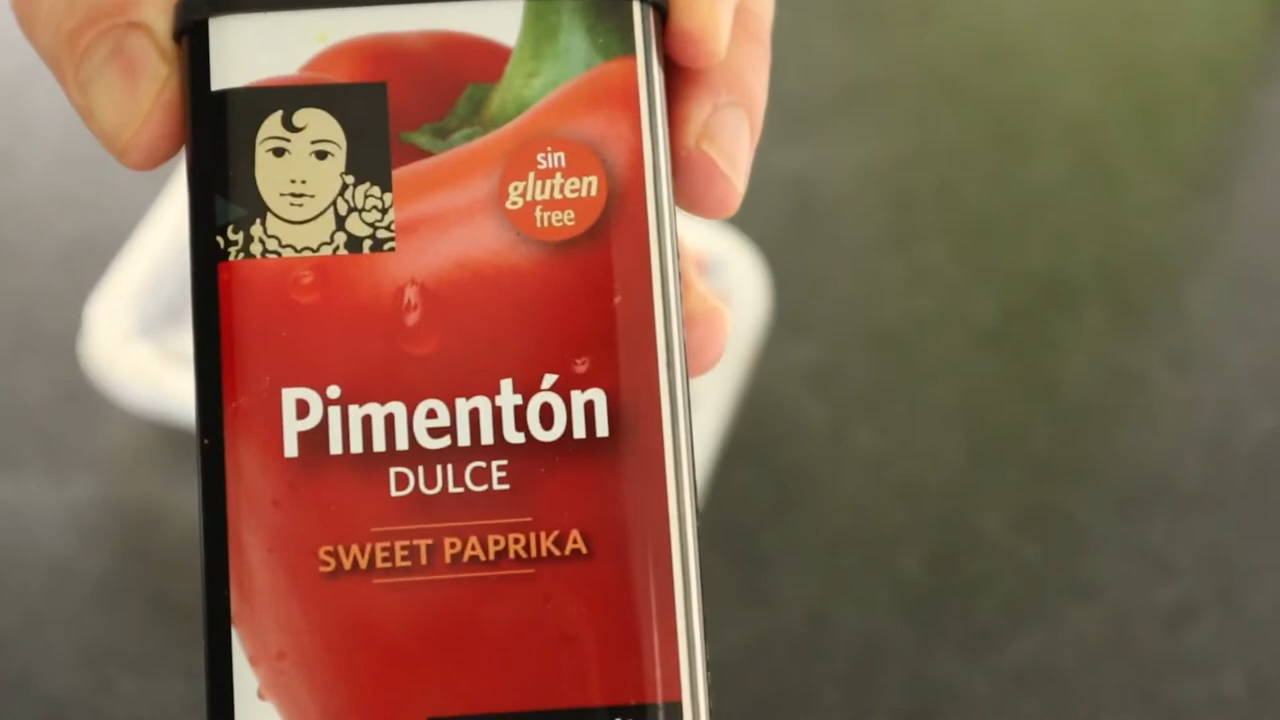 sin
gluten
free
Pimentón
DULCE
SWEET PAPRIKA